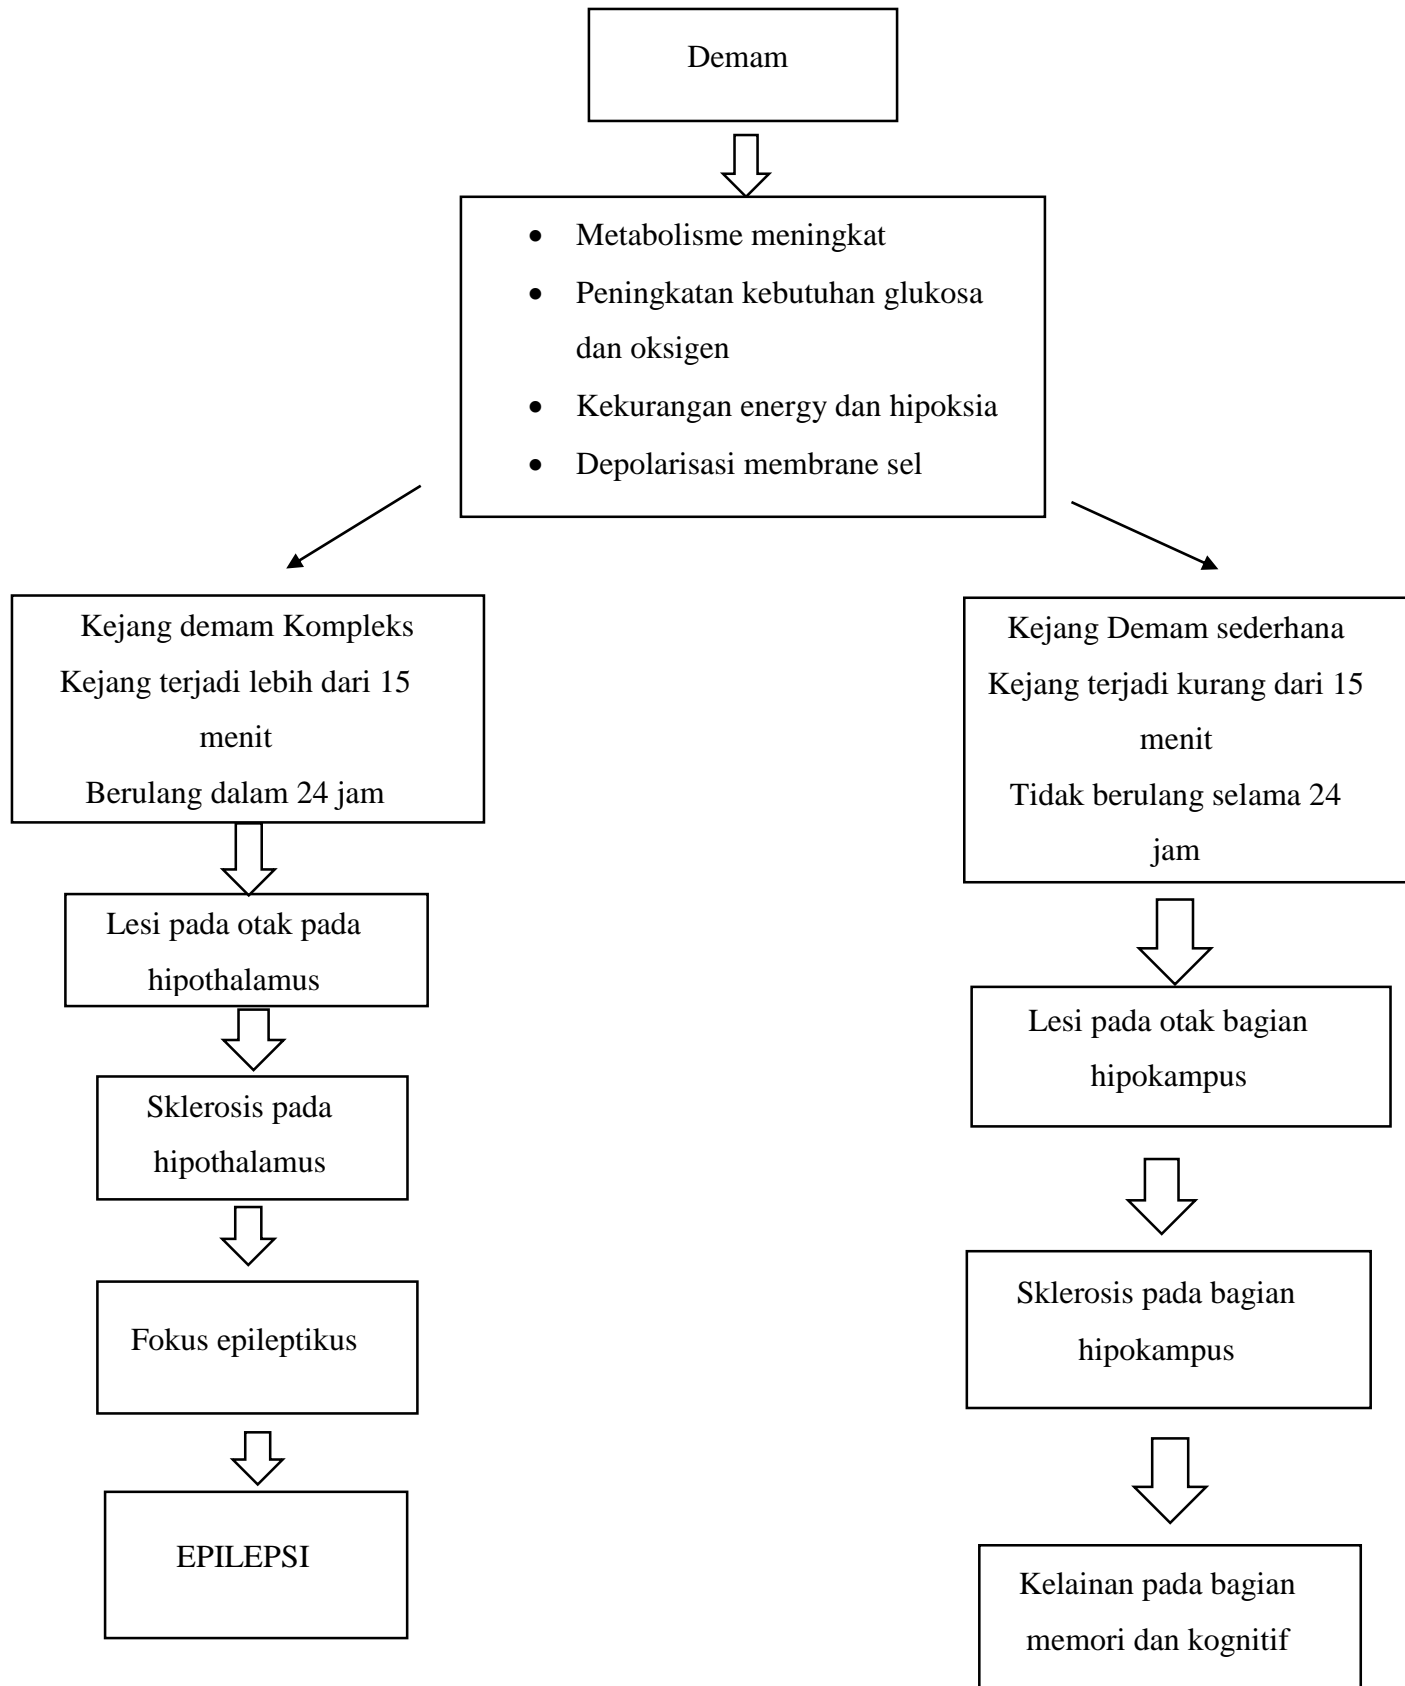 Demam
• Metabolisme meningkat
• Peningkatan kebutuhan glukosa
dan oksigen
• Kekurangan energy dan hipoksia
• Depolarisasi membrane sel
Kejang demam Kompleks
Kejang terjadi lebih dari 15
menit
Berulang dalam 24 jam
Lesi pada otak pada
hipothalamus
Sklerosis pada
hipothalamus
Fokus epileptikus
EPILEPSI
Kejang Demam sederhana
Kejang terjadi kurang dari 15
menit
Tidak berulang selama 24
jam
Lesi pada otak bagian
hipokampus
Sklerosis pada bagian
hipokampus
Kelainan pada bagian
memori dan kognitif